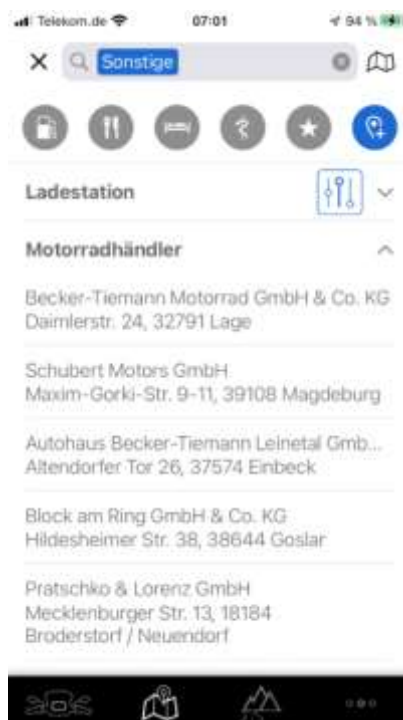 Telekom.de 07:01 94 %
Sonstige
Ladestation
Motorradhändler
Becker-Tiemann Motorrad GmbH & Co. KG
Daimlerstr. 24, 32791 Lage
Schubert Motors GmbH
Maxim-Gorki-Str. 9-11, 39108 Magdeburg
Autohaus Becker-Tiemann Leinetal Gmb...
Altendorfer Tor 26, 37574 Einbeck
Block am Ring GmbH & Co. KG
Hildesheimer Str. 38, 38644 Goslar
Pratschko & Lorenz GmbH
Mecklenburger Str. 13, 18184
Broderstorf / Neuendorf